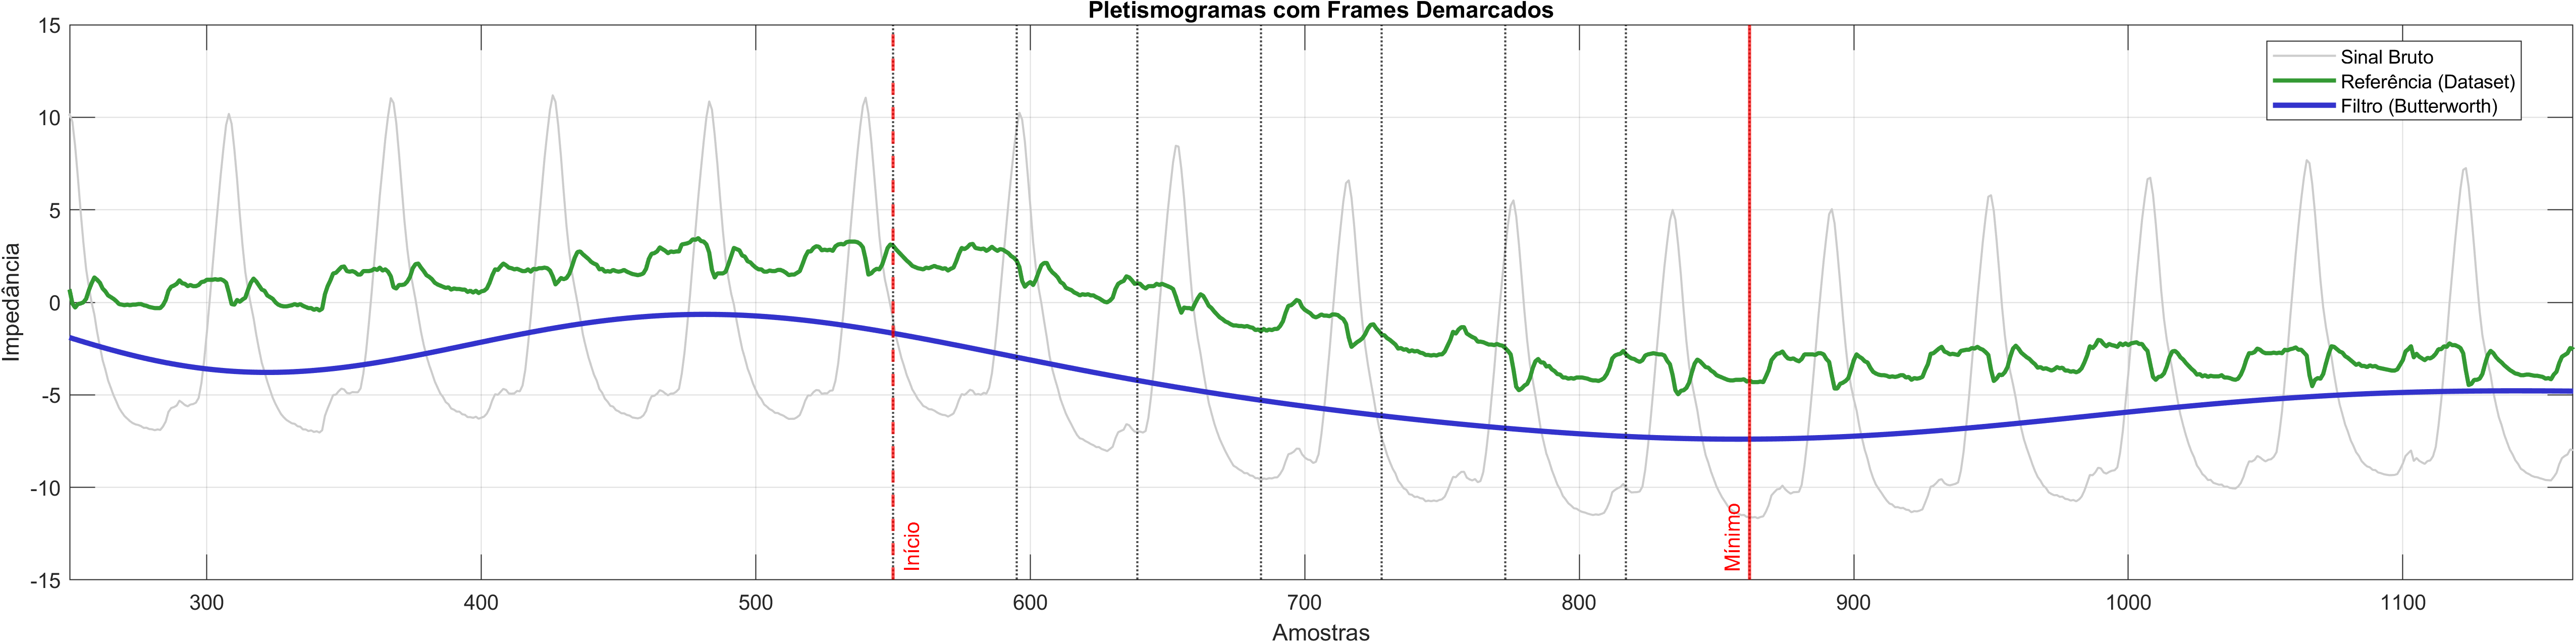 Pletismogramas com Frames Demarcados
Sinal Bruto
Referência (Dataset)
Filtro (Butterworth)
15
10
5
0
-5
-10
-15
Impedância
Início
Mínimo
300 400 500 600 700 800 900 1000 1100
Amostras